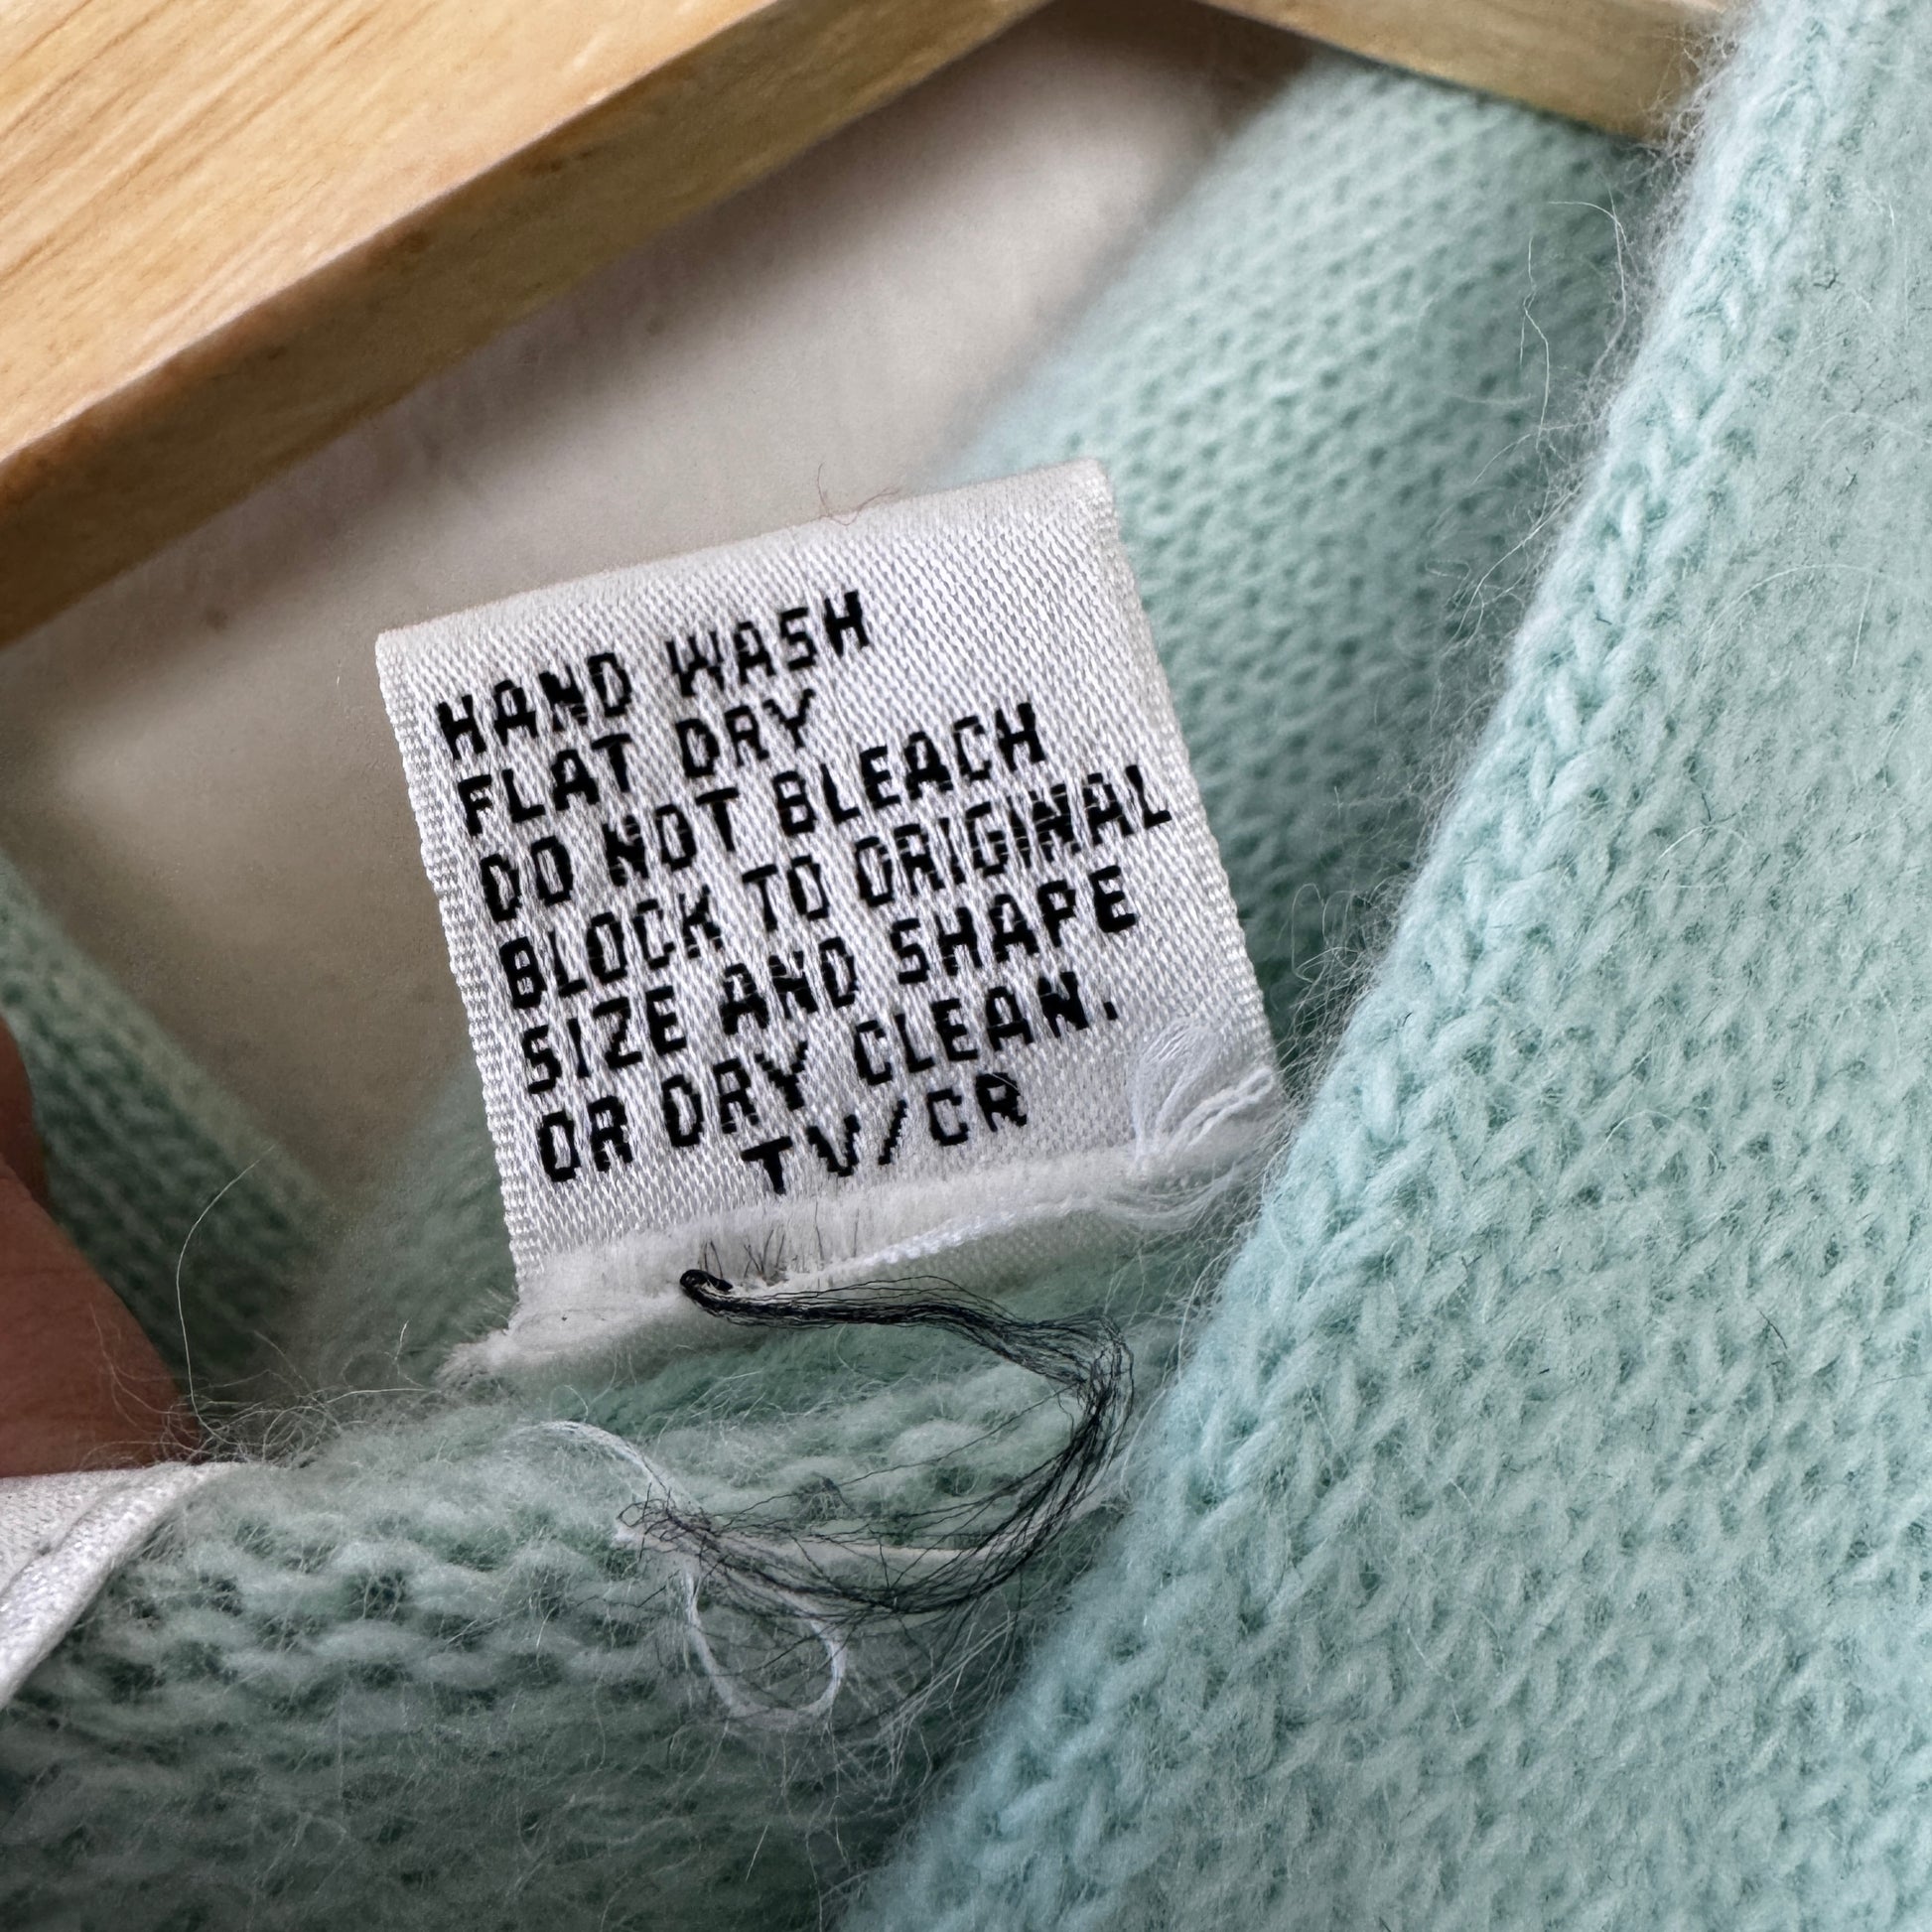 HAND WASH
FLAT DRY
DO NOT BLEACH
BLOCK TO ORIGINAL
SIZE AND SHAPE
OR DRY CLEAN.
TV/CR